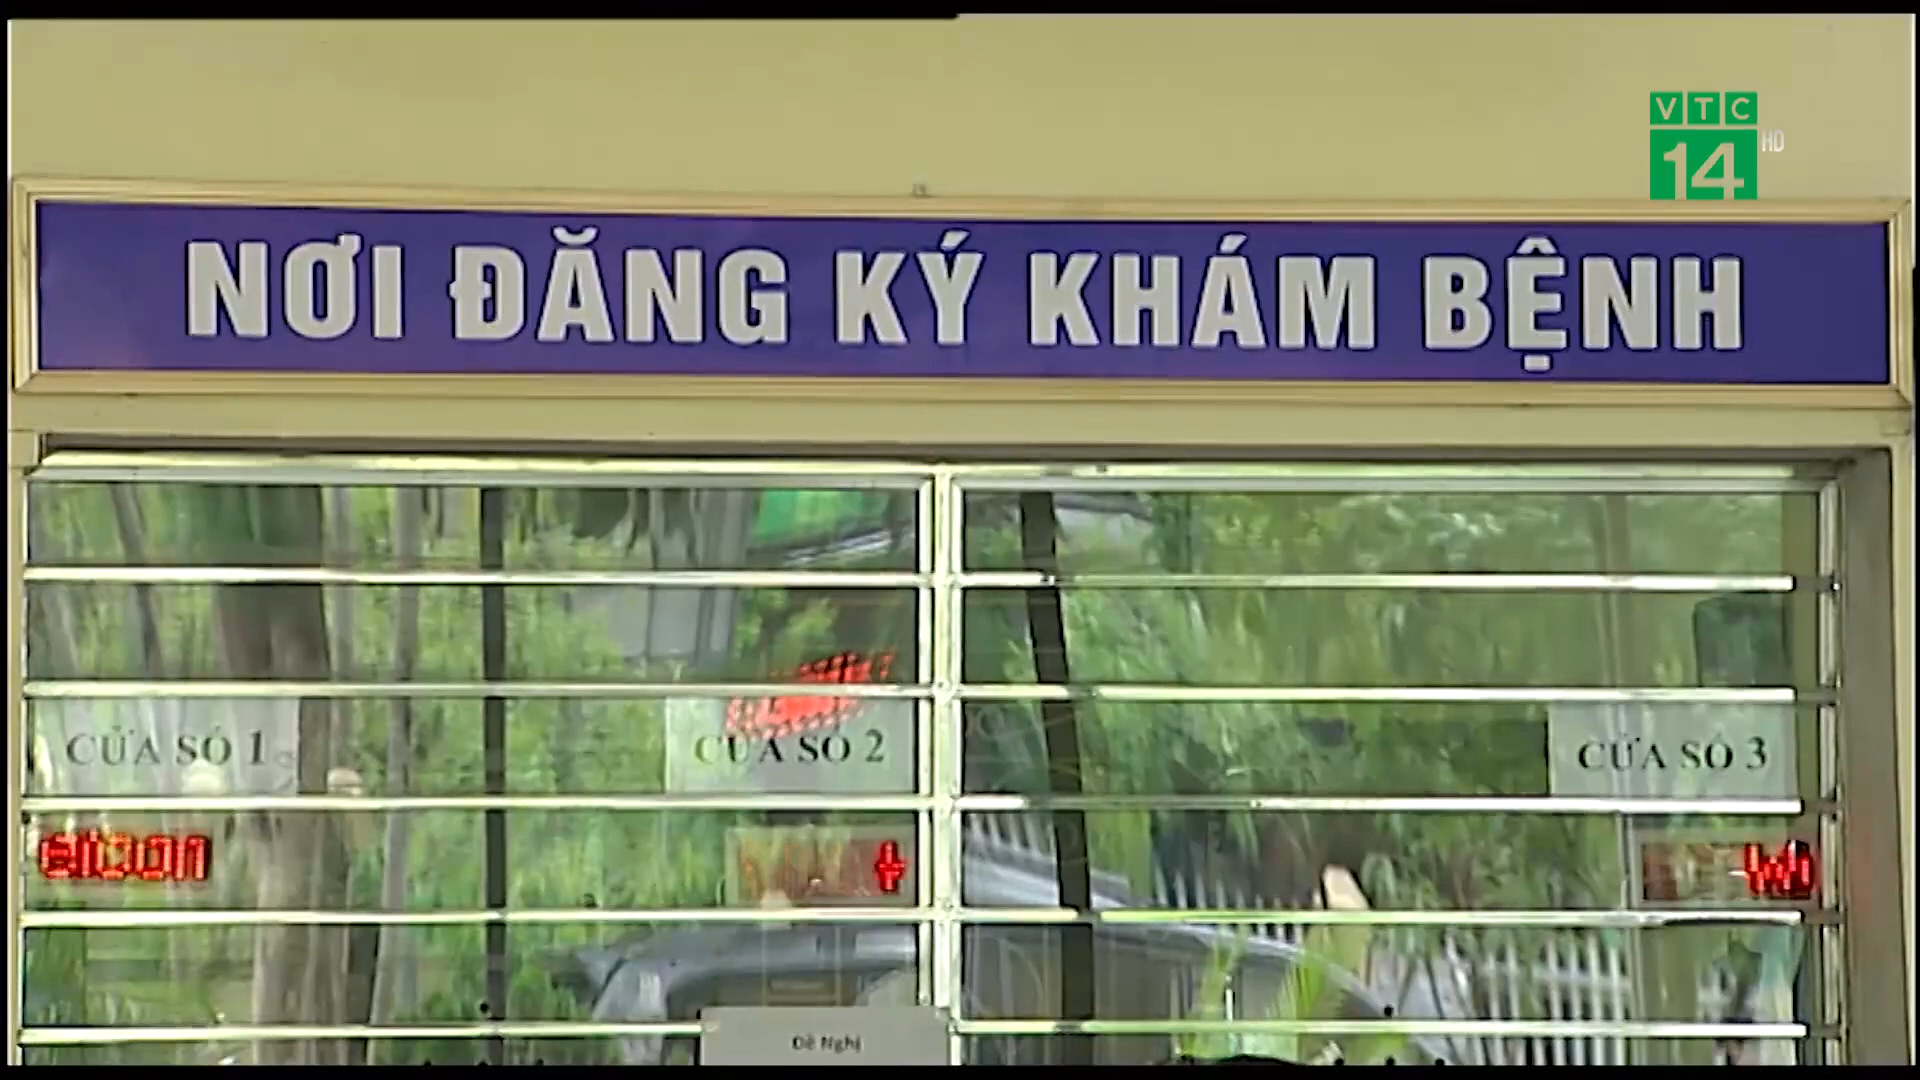 VTC
14 HD
NƠI ĐĂNG KÝ KHÁM BỆNH
CỬA SỐ 1
CỬA SỐ 2
CỬA SỐ 3
Đề Nghị